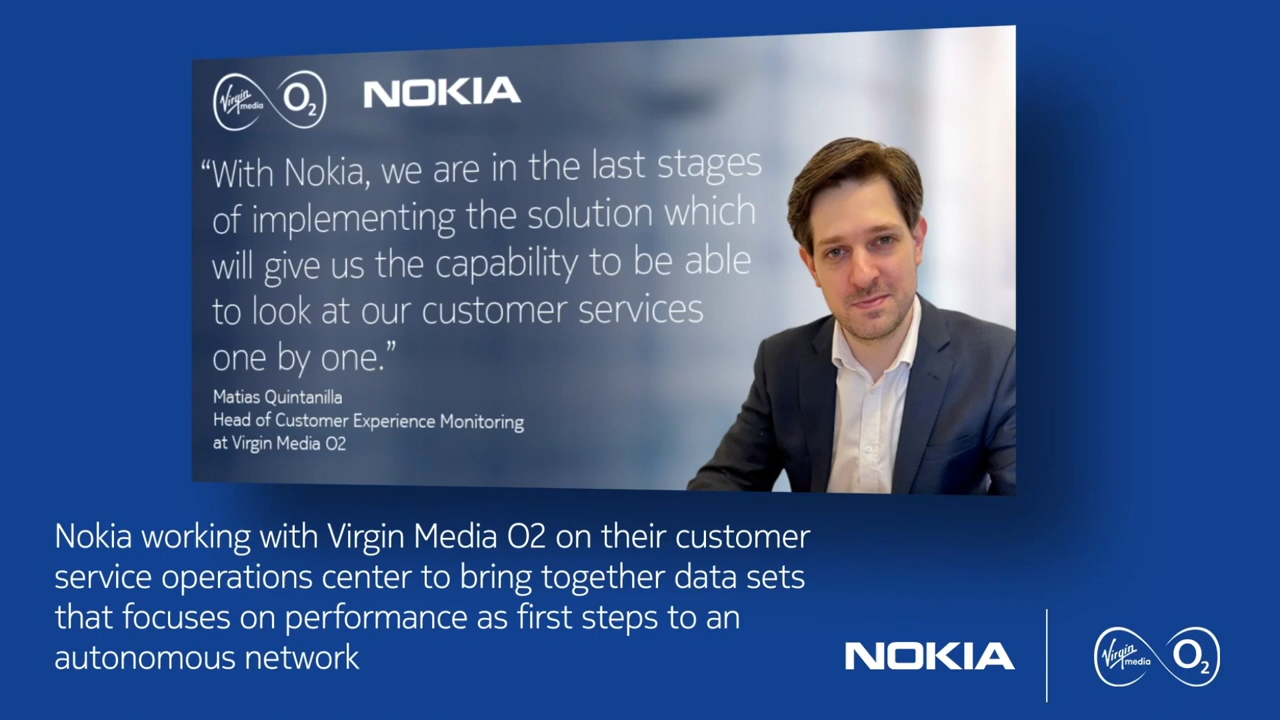 Virgin media O2 NOKIA
“With Nokia, we are in the last stages
of implementing the solution which
will give us the capability to be able
to look at our customer services
one by one.”
Matias Quintanilla
Head of Customer Experience Monitoring
at Virgin Media O2
Nokia working with Virgin Media O2 on their customer
service operations center to bring together data sets
that focuses on performance as first steps to an
autonomous network
NOKIA Virgin media O2